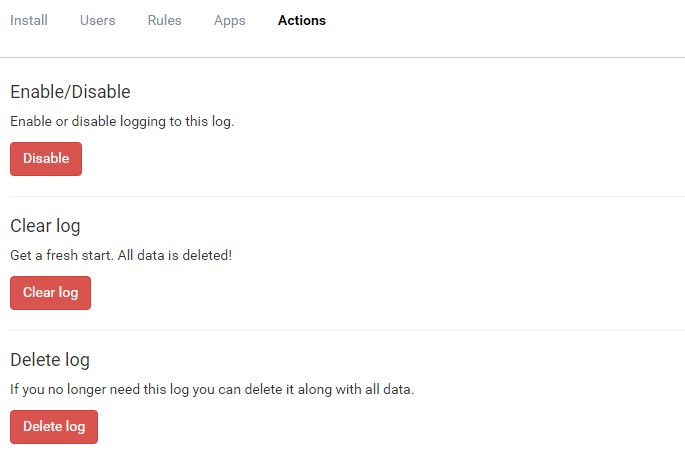 Install Users Rules Apps Actions
Enable/Disable
Enable or disable logging to this log.
Disable
Clear log
Get a fresh start. All data is deleted!
Clear log
Delete log
If you no longer need this log you can delete it along with all data.
Delete log